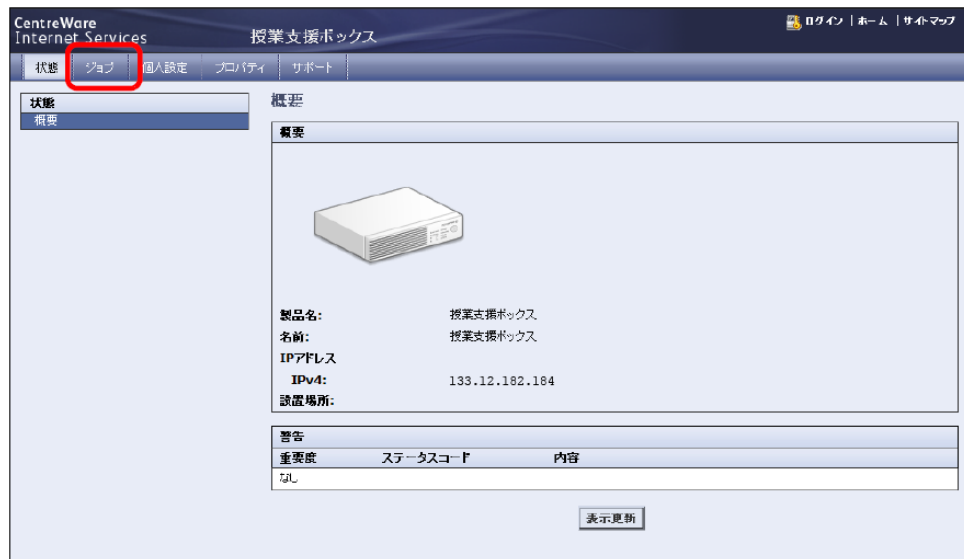 CentreWare
Internet Services
授業支援ボックス
ログイン | ホーム | サイトマップ
状態 ジョブ 個人設定 プロパティ サポート
状態
概要
概要
概要
製品名: 授業支援ボックス
名前: 授業支援ボックス
IPアドレス
IPv4: 133.12.182.184
設置場所:
警告
重要度 ステータスコード 内容
なし
表示更新